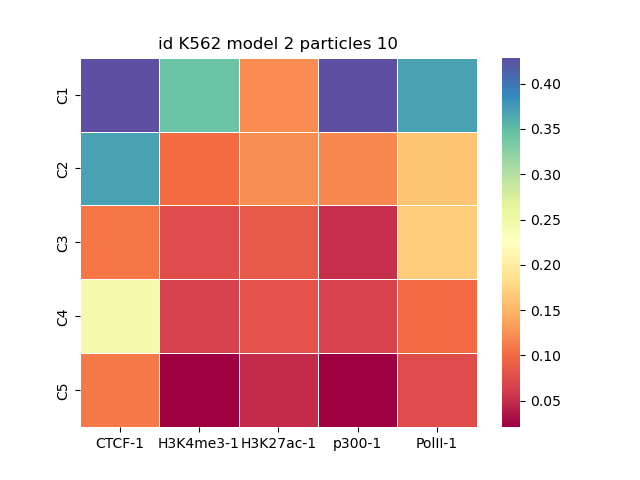 id K562 model 2 particles 10
C1
C2
C3
C4
C5
CTCF-1 H3K4me3-1 H3K27ac-1 p300-1 PolII-1
0.40
0.35
0.30
0.25
0.20
0.15
0.10
0.05